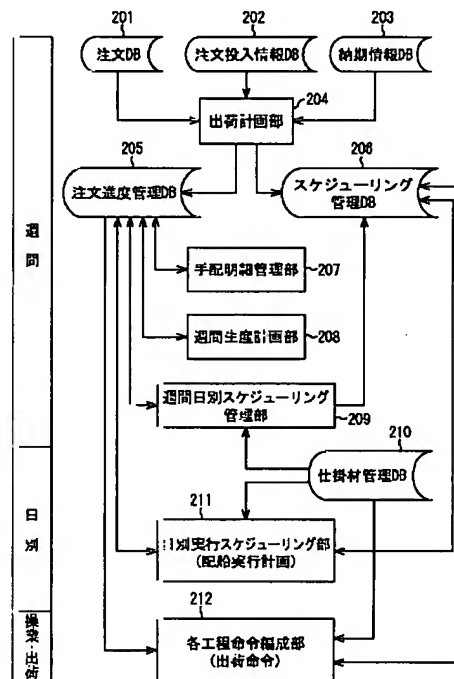 201
202
203
注文DB
注文投入情報DB
納期情報DB
204
出荷計画部
205
206
注文進度管理DB
スケジューリング
管理DB
週間
手配明細管理部
207
週間生産計画部
208
週間日別スケジューリング
管理部
209
210
仕掛材管理DB
日別
211
日別実行スケジューリング部
(配船実行計画)
212
操業・出荷
各工程命令編成部
(出荷命令)